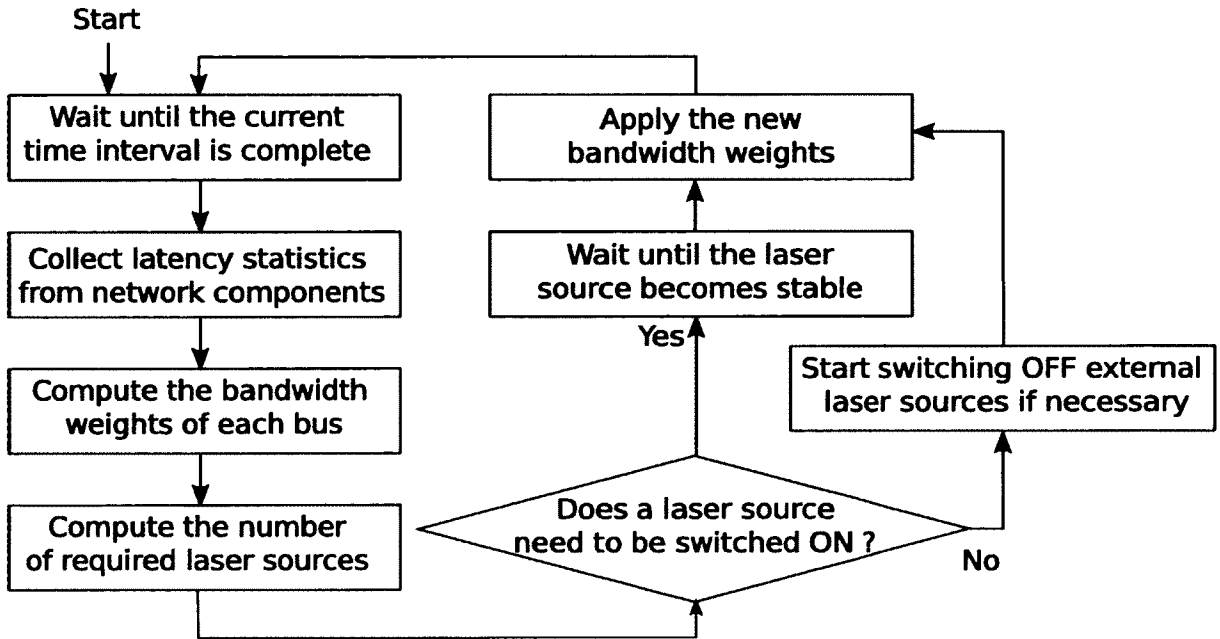 Start
Wait until the current
time interval is complete
Collect latency statistics
from network components
Compute the bandwidth
weights of each bus
Compute the number
of required laser sources
Does a laser source
need to be switched ON ?
Yes
No
Wait until the laser
source becomes stable
Apply the new
bandwidth weights
Start switching OFF external
laser sources if necessary